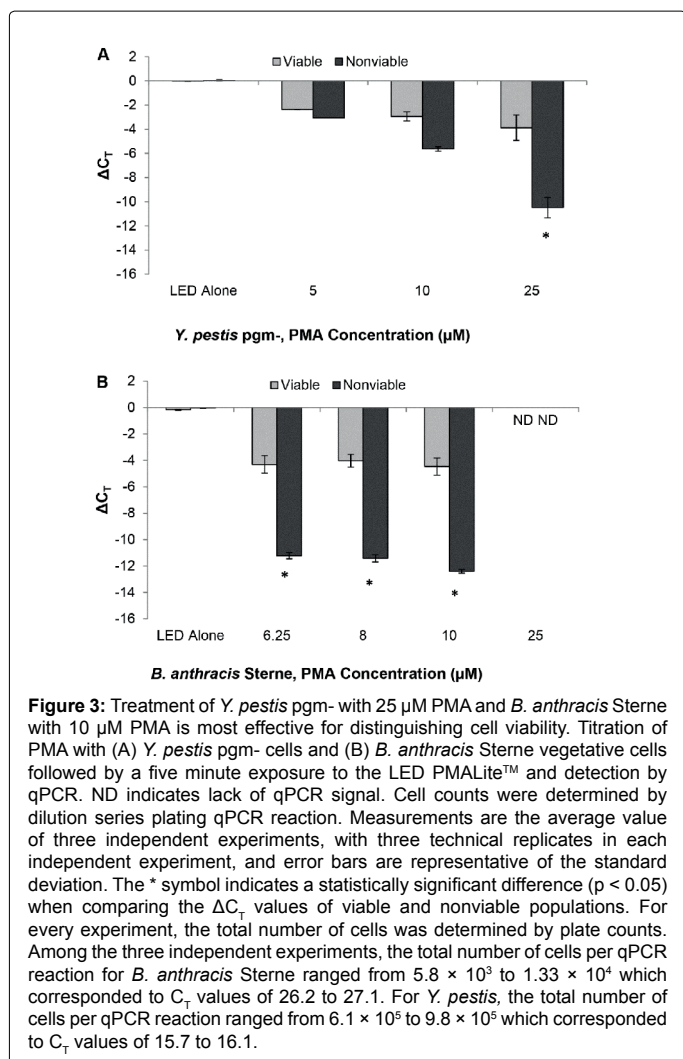 A
2
Viable
Nonviable
0
-2
-4
-6
-8
-10
-12
-14
-16
ΔC_T
*
LED Alone
5
10
25
Y. pestis pgm-, PMA Concentration (µM)
B
2
Viable
Nonviable
0
-2
-4
-6
-8
-10
-12
-14
-16
ΔC_T
ND ND
*
*
*
LED Alone
6.25
8
10
25
B. anthracis Sterne, PMA Concentration (µM)
Figure 3: Treatment of Y. pestis pgm- with 25 µM PMA and B. anthracis Sterne
with 10 µM PMA is most effective for distinguishing cell viability. Titration of
PMA with (A) Y. pestis pgm- cells and (B) B. anthracis Sterne vegetative cells
followed by a five minute exposure to the LED PMALite™ and detection by
qPCR. ND indicates lack of qPCR signal. Cell counts were determined by
dilution series plating qPCR reaction. Measurements are the average value
of three independent experiments, with three technical replicates in each
independent experiment, and error bars are representative of the standard
deviation. The * symbol indicates a statistically significant difference (p < 0.05)
when comparing the ΔC_T values of viable and nonviable populations. For
every experiment, the total number of cells was determined by plate counts.
Among the three independent experiments, the total number of cells per qPCR
reaction for B. anthracis Sterne ranged from 5.8 × 10³ to 1.33 × 10⁴ which
corresponded to C_T values of 26.2 to 27.1. For Y. pestis, the total number of
cells per qPCR reaction ranged from 6.1 × 10⁵ to 9.8 × 10⁵ which corresponded
to C_T values of 15.7 to 16.1.